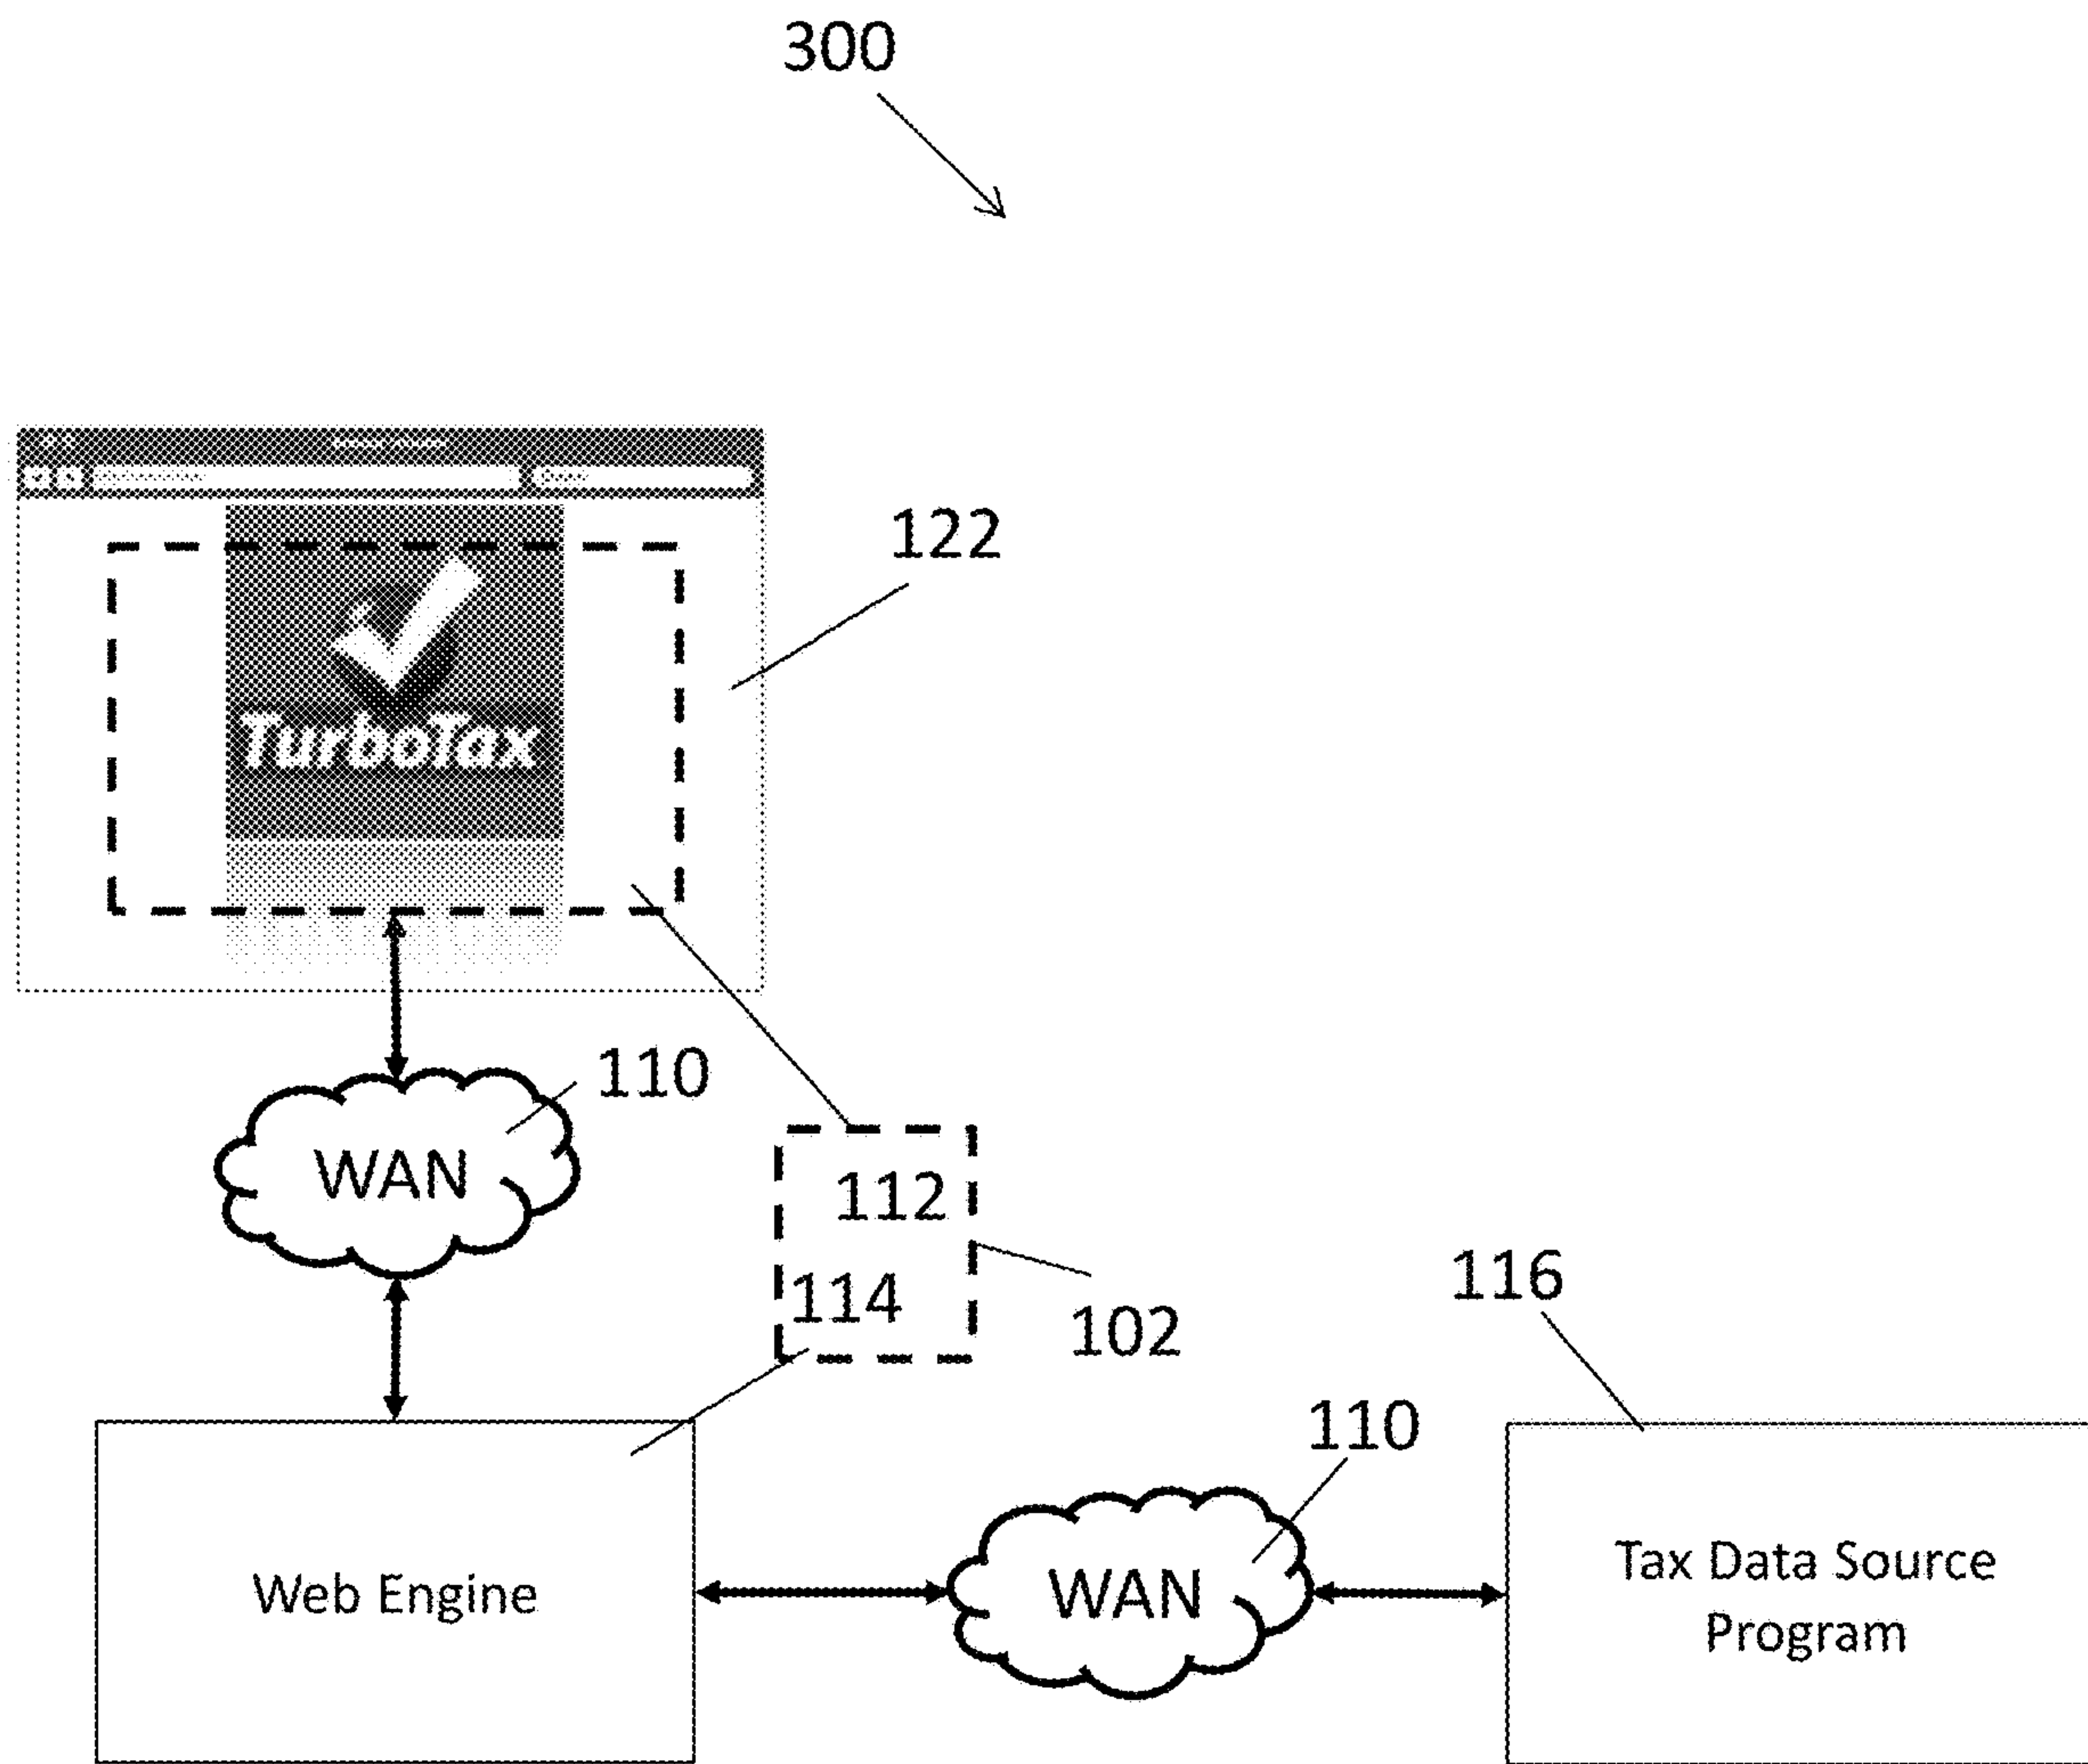 300
122
TurboTax
110
WAN
112
114
102
116
110
Web Engine
WAN
Tax Data Source
Program